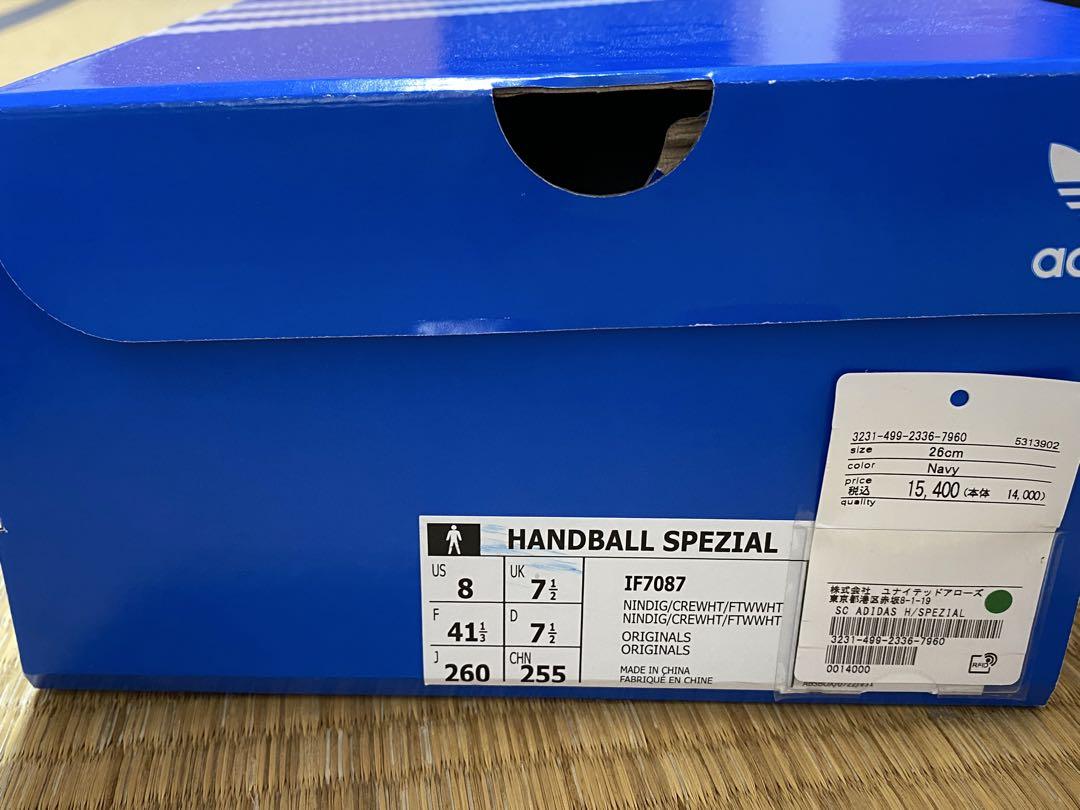 3231-499-2336-7960 5313902
size 26cm
color Navy
price
税込 15,400 (本体 14,000)
quality
株式会社 ユナイテッドアローズ
東京都港区赤坂8-1-19
SC ADIDAS H/SPEZIAL
3231-499-2336-7960
0014000
RFID
HANDBALL SPEZIAL
US 8 UK 7½
F 41⅓ D 7½
J 260 CHN 255
IF7087
NINDIG/CREWHT/FTWWHT
NINDIG/CREWHT/FTWWHT
ORIGINALS
ORIGINALS
MADE IN CHINA
FABRIQUÉ EN CHINE